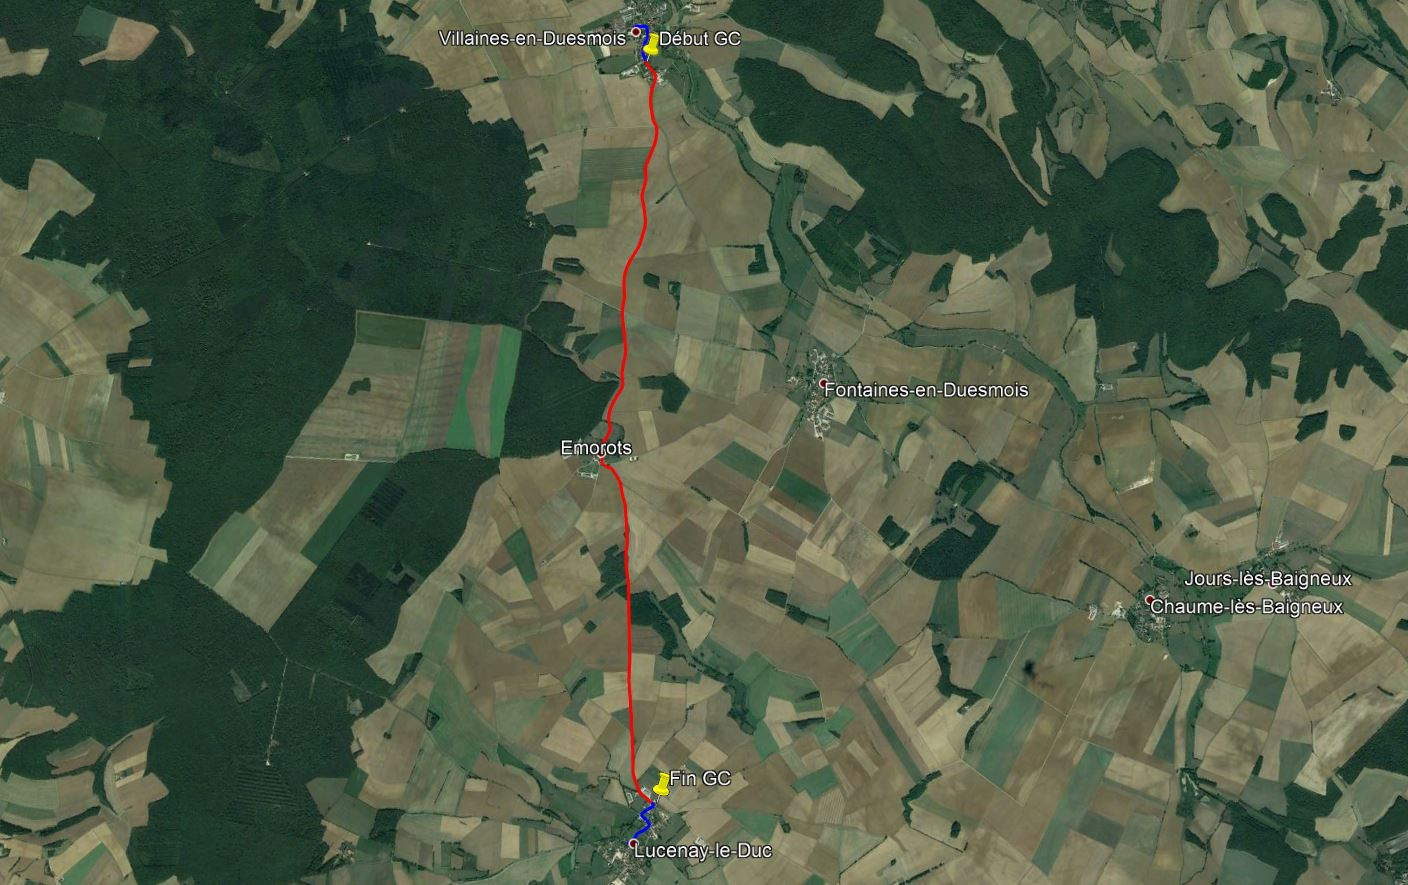 Villaines-en-Duesmois
Début GC
Fontaines-en-Duesmois
Emorots
Jours-lès-Baigneux
Chaume-lès-Baigneux
Fin GC
Lucenay-le-Duc